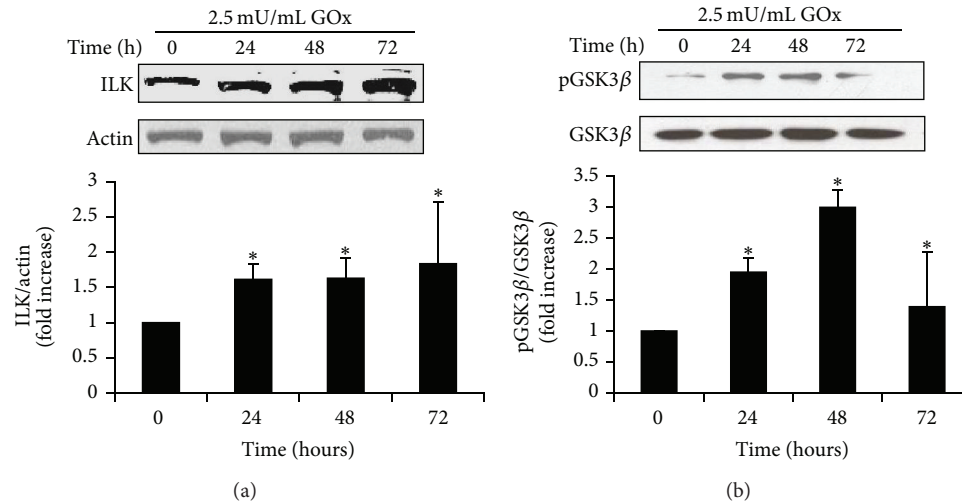 2.5 mU/mL GOx
Time (h) 0 24 48 72
ILK
Actin
3
2.5
2
1.5
1
0.5
0
ILK/actin
(fold increase)
* * *
0 24 48 72
Time (hours)
(a)
2.5 mU/mL GOx
Time (h) 0 24 48 72
pGSK3β
GSK3β
3.5
3
2.5
2
1.5
1
0.5
0
pGSK3β/GSK3β
(fold increase)
* * *
0 24 48 72
Time (hours)
(b)